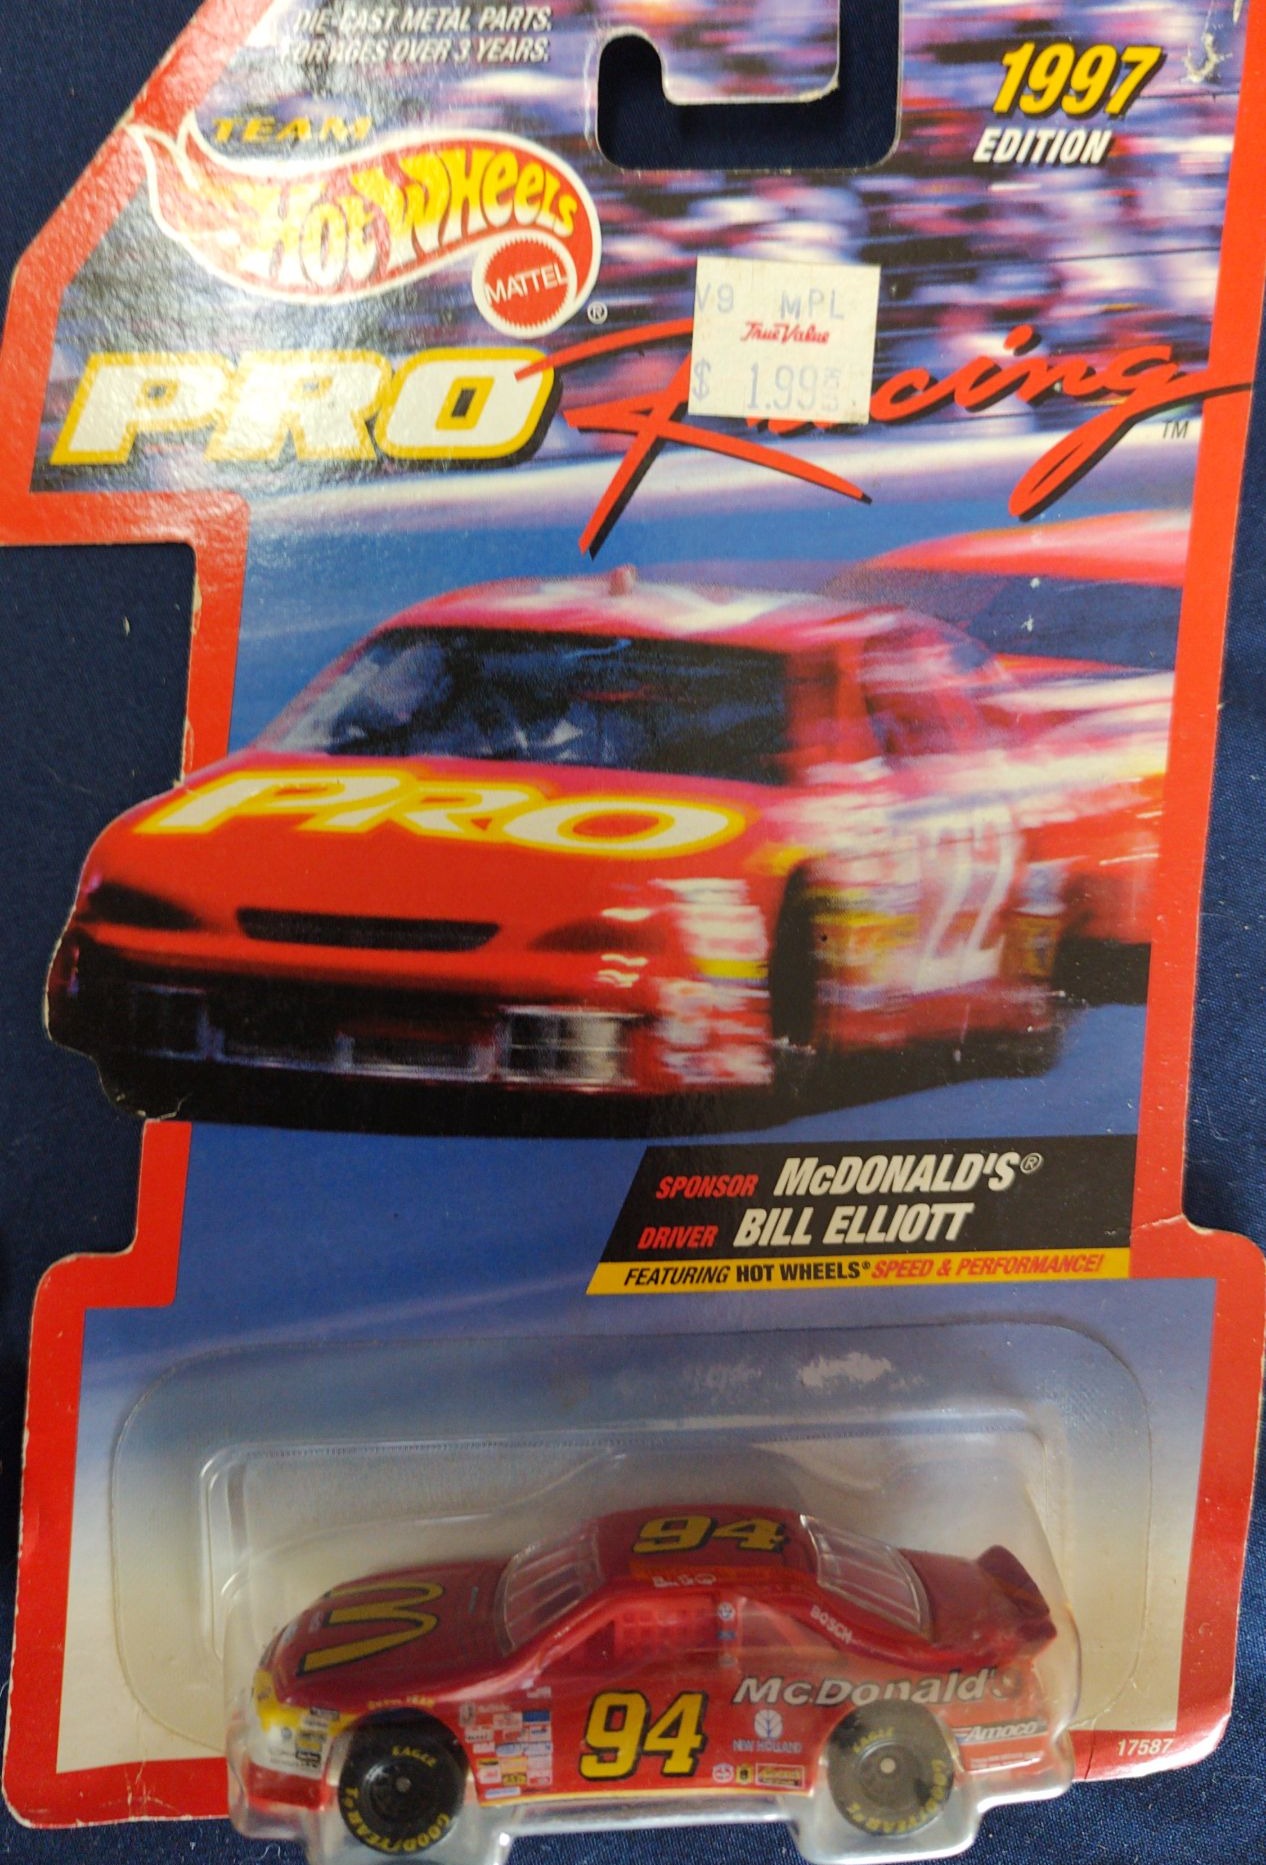 DIE-CAST METAL PARTS.
FOR AGES OVER 3 YEARS.
1997
EDITION
TEAM
HOT WHEELS
MATTEL
®
V9 MPL
True Value
$ 1.99
PRO Racing
TM
PRO
22
SPONSOR McDONALD'S®
DRIVER BILL ELLIOTT
FEATURING HOT WHEELS® SPEED & PERFORMANCE!
94
BOSCH
McDonald's
94
NEW HOLLAND
Amoco
EAGLE
GOODYEAR
EAGLE
GOODYEAR
17587